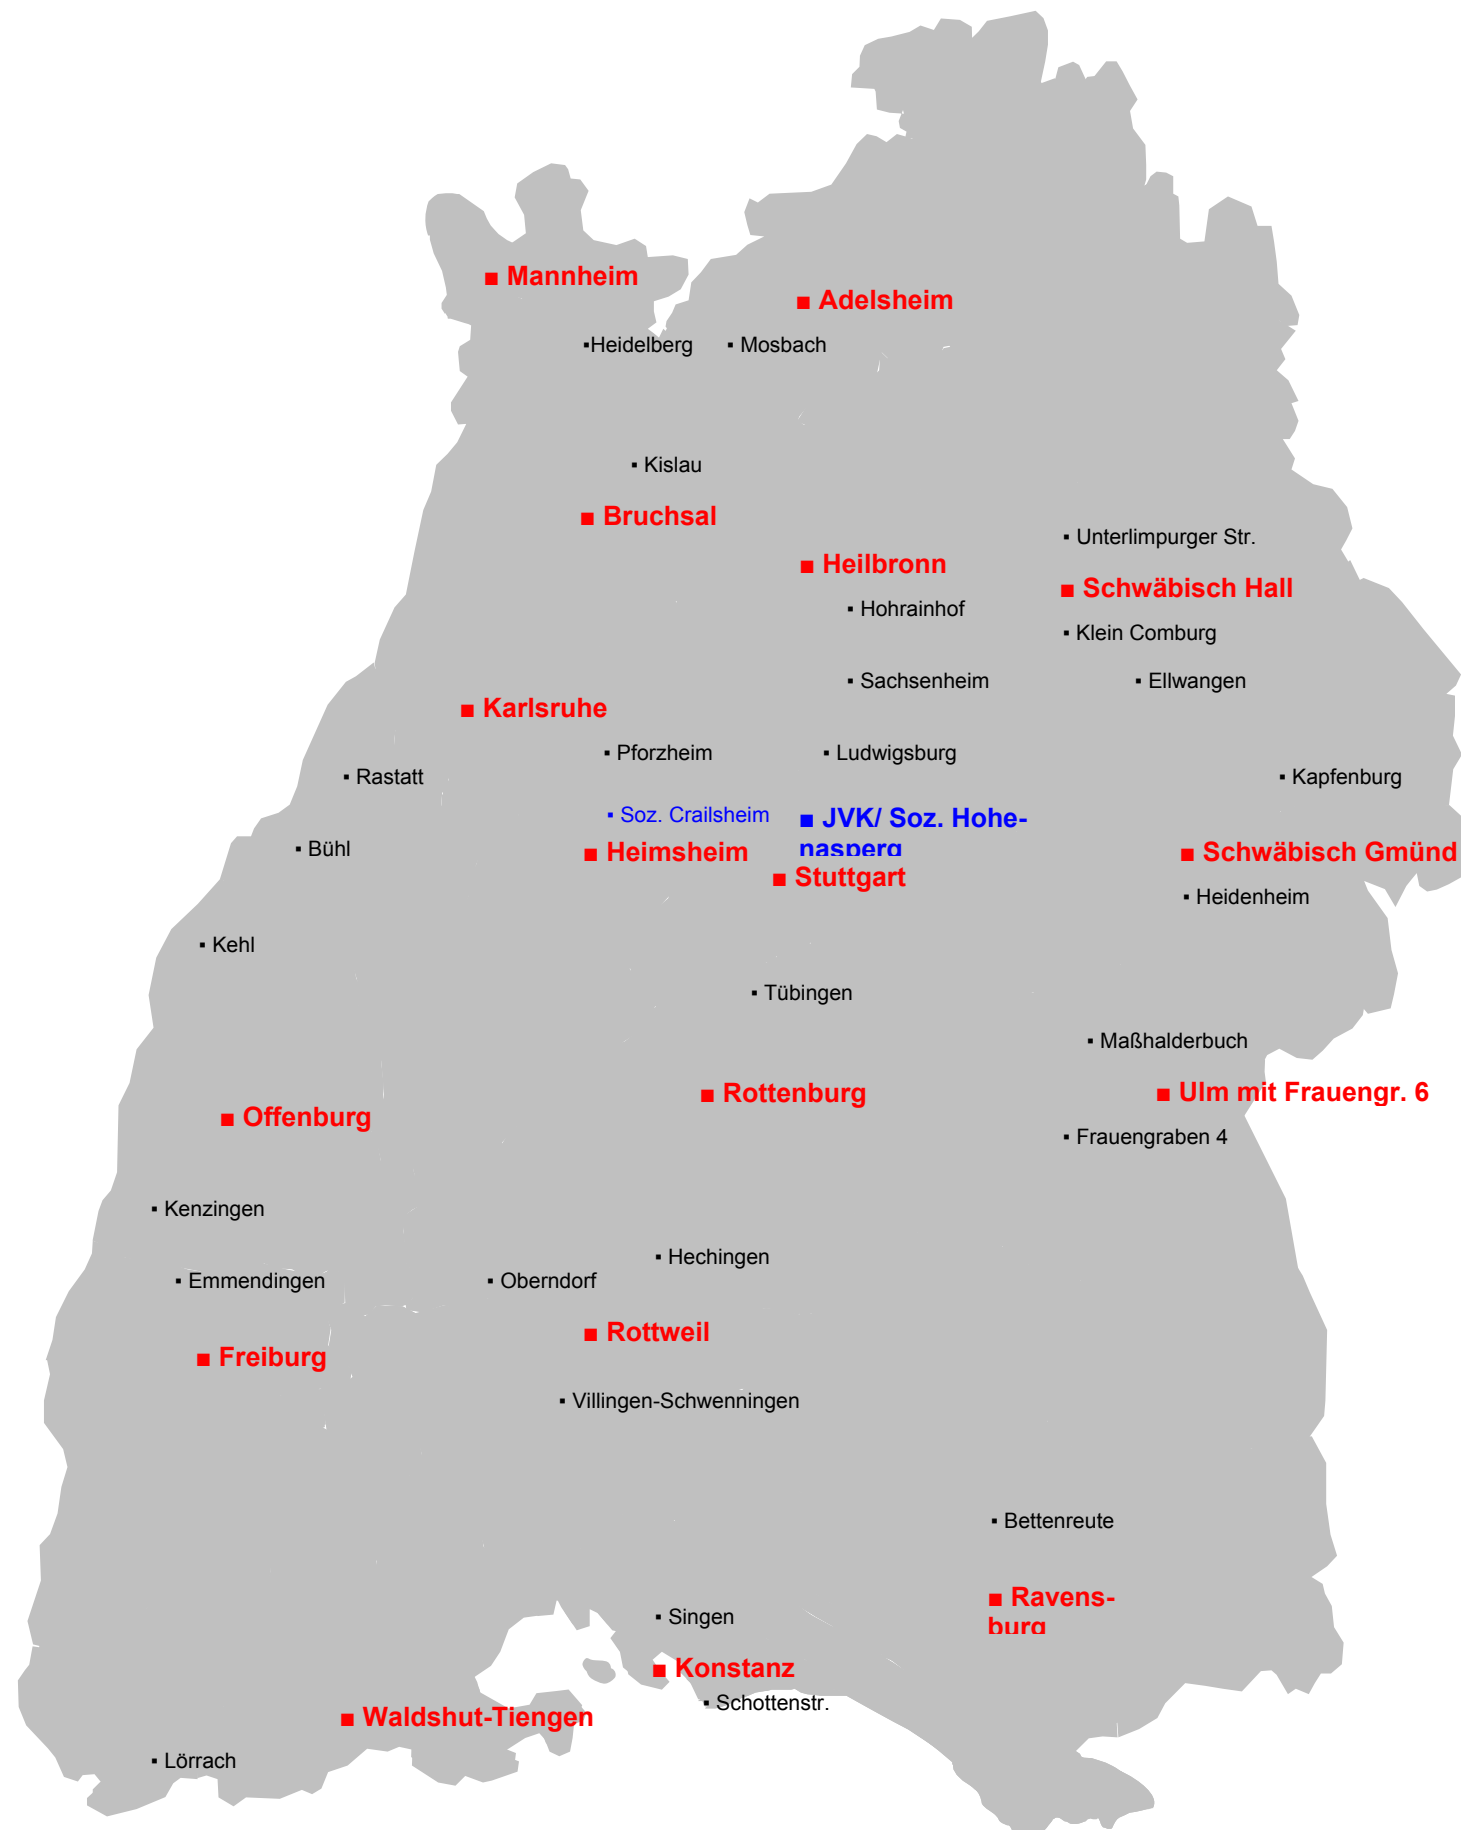 ■ Mannheim
■ Adelsheim
▪Heidelberg
▪ Mosbach
▪ Kislau
■ Bruchsal
▪ Unterlimpurger Str.
■ Heilbronn
■ Schwäbisch Hall
▪ Hohrainhof
▪ Klein Comburg
▪ Sachsenheim
▪ Ellwangen
■ Karlsruhe
▪ Pforzheim
▪ Ludwigsburg
▪ Rastatt
▪ Kapfenburg
▪ Soz. Crailsheim
■ JVK/ Soz. Hohe-
nasperg
▪ Bühl
■ Heimsheim
■ Schwäbisch Gmünd
■ Stuttgart
▪ Heidenheim
▪ Kehl
▪ Tübingen
▪ Maßhalderbuch
■ Rottenburg
■ Ulm mit Frauengr. 6
■ Offenburg
▪ Frauengraben 4
▪ Kenzingen
▪ Hechingen
▪ Emmendingen
▪ Oberndorf
■ Rottweil
■ Freiburg
▪ Villingen-Schwenningen
▪ Bettenreute
■ Ravens-
burg
▪ Singen
■ Konstanz
▪ Schottenstr.
■ Waldshut-Tiengen
▪ Lörrach